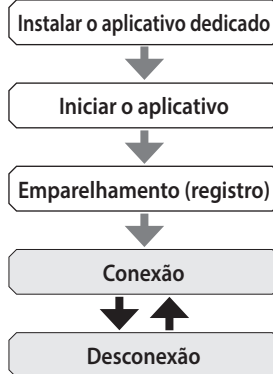 Instalar o aplicativo dedicado
Iniciar o aplicativo
Emparelhamento (registro)
Conexão
Desconexão